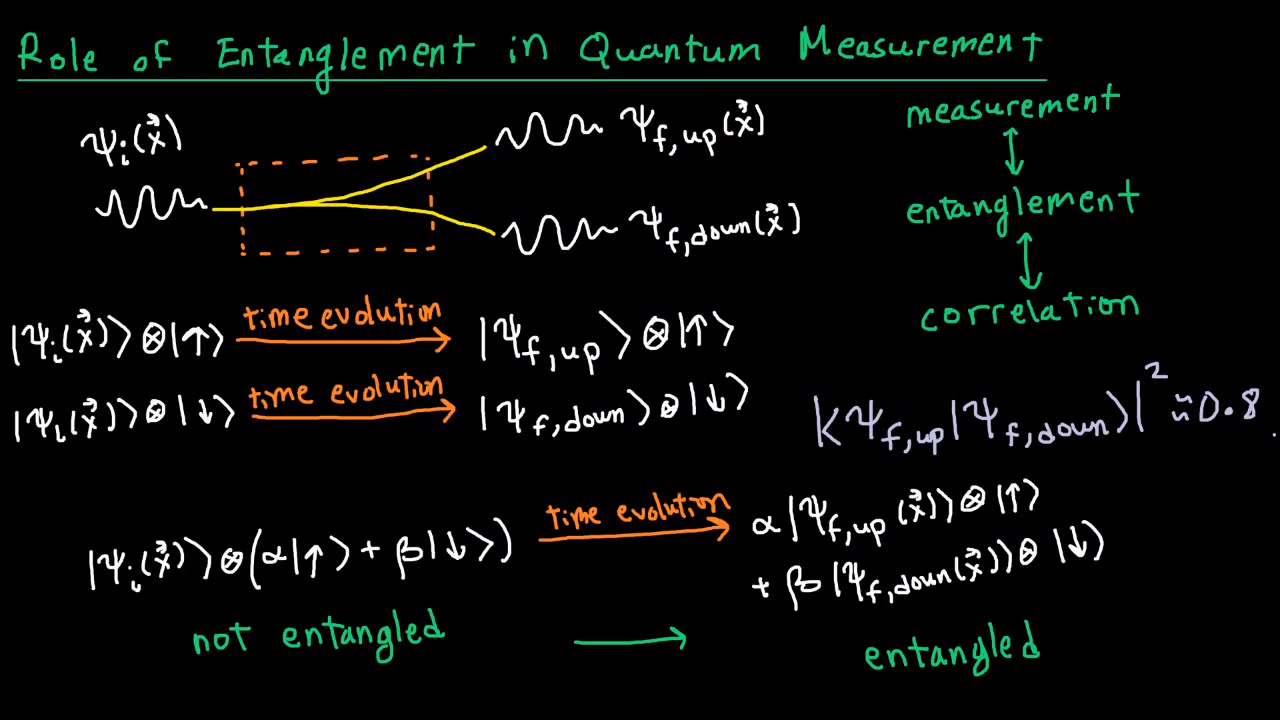 Role of Entanglement in Quantum Measurement
Ψᵢ(x⃗)
Ψf,up(x⃗)
Ψf,down(x⃗)
measurement
↕
entanglement
↕
correlation
|Ψᵢ(x⃗)⟩⊗|↑⟩ time evolution → |Ψf,up⟩⊗|↑⟩
|Ψᵢ(x⃗)⟩⊗|↓⟩ time evolution → |Ψf,down⟩⊗|↓⟩
|⟨Ψf,up|Ψf,down⟩|² ≈ 0.8
|Ψᵢ(x⃗)⟩⊗(α|↑⟩ + β|↓⟩) time evolution → α|Ψf,up(x⃗)⟩⊗|↑⟩
+ β|Ψf,down(x⃗)⟩⊗|↓⟩
not entangled → entangled